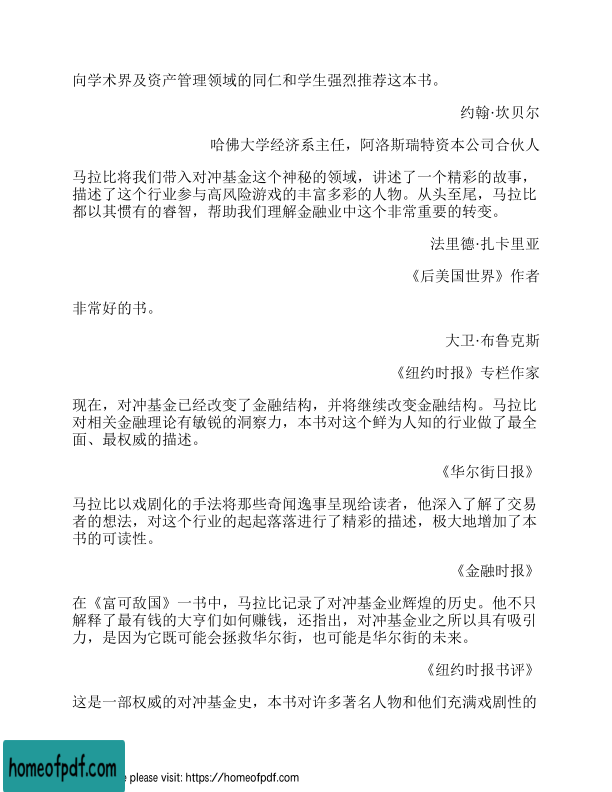 向学术界及资产管理领域的同仁和学生强烈推荐这本书。
约翰·坎贝尔
哈佛大学经济系主任，阿洛斯瑞特资本公司合伙人
马拉比将我们带入对冲基金这个神秘的领域，讲述了一个精彩的故事，
描述了这个行业参与高风险游戏的丰富多彩的人物。从头至尾，马拉比
都以其惯有的睿智，帮助我们理解金融业中这个非常重要的转变。
法里德·扎卡里亚
《后美国世界》作者
非常好的书。
大卫·布鲁克斯
《纽约时报》专栏作家
现在，对冲基金已经改变了金融结构，并将继续改变金融结构。马拉比
对相关金融理论有敏锐的洞察力，本书对这个鲜为人知的行业做了最全
面、最权威的描述。
《华尔街日报》
马拉比以戏剧化的手法将那些奇闻逸事呈现给读者，他深入了解了交易
者的想法，对这个行业的起起落落进行了精彩的描述，极大地增加了本
书的可读性。
《金融时报》
在《富可敌国》一书中，马拉比记录了对冲基金业辉煌的历史。他不只
解释了最有钱的大亨们如何赚钱，还指出，对冲基金业之所以具有吸引
力，是因为它既可能会拯救华尔街，也可能是华尔街的未来。
《纽约时报书评》
这是一部权威的对冲基金史，本书对许多著名人物和他们充满戏剧性的
homeofpdf.com
e please visit: https://homeofpdf.com